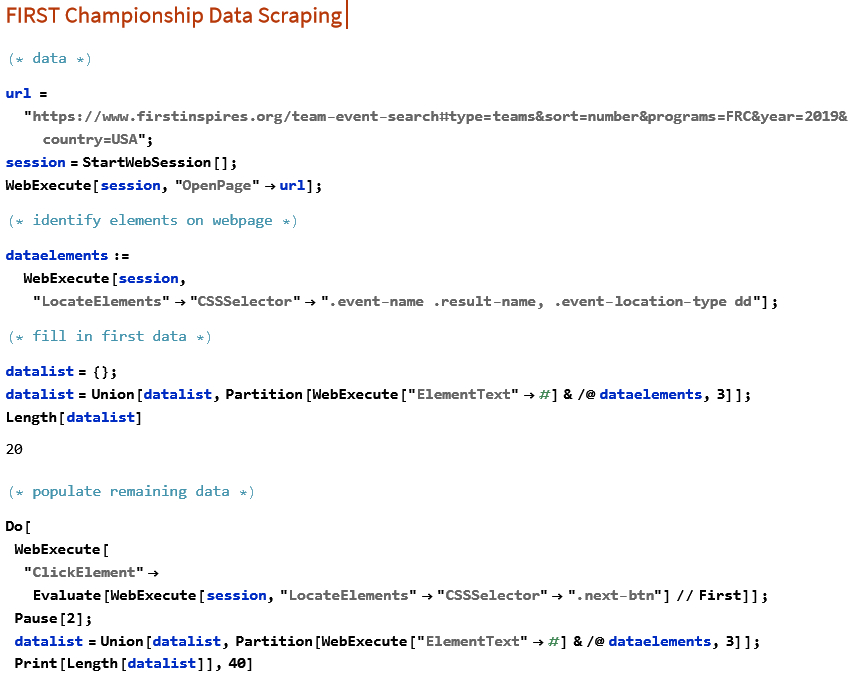 FIRST Championship Data Scraping
(* data *)
url =
"https://www.firstinspires.org/team-event-search#type=teams&sort=number&programs=FRC&year=2019&
country=USA";
session = StartWebSession[];
WebExecute[session, "OpenPage" → url];
(* identify elements on webpage *)
dataelements :=
WebExecute[session,
"LocateElements" → "CSSSelector" → ".event-name .result-name, .event-location-type dd"];
(* fill in first data *)
datalist = {};
datalist = Union[datalist, Partition[WebExecute["ElementText" → #] & /@ dataelements, 3]];
Length[datalist]
20
(* populate remaining data *)
Do[
WebExecute[
"ClickElement" →
Evaluate[WebExecute[session, "LocateElements" → "CSSSelector" → ".next-btn"] // First]];
Pause[2];
datalist = Union[datalist, Partition[WebExecute["ElementText" → #] & /@ dataelements, 3]];
Print[Length[datalist]], 40]